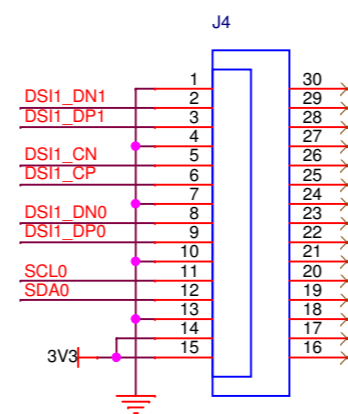 J4
1 30
DSI1_DN1 2 29
DSI1_DP1 3 28
4 27
DSI1_CN 5 26
DSI1_CP 6 25
7 24
DSI1_DN0 8 23
DSI1_DP0 9 22
10 21
SCL0 11 20
SDA0 12 19
13 18
14 17
3V3 15 16